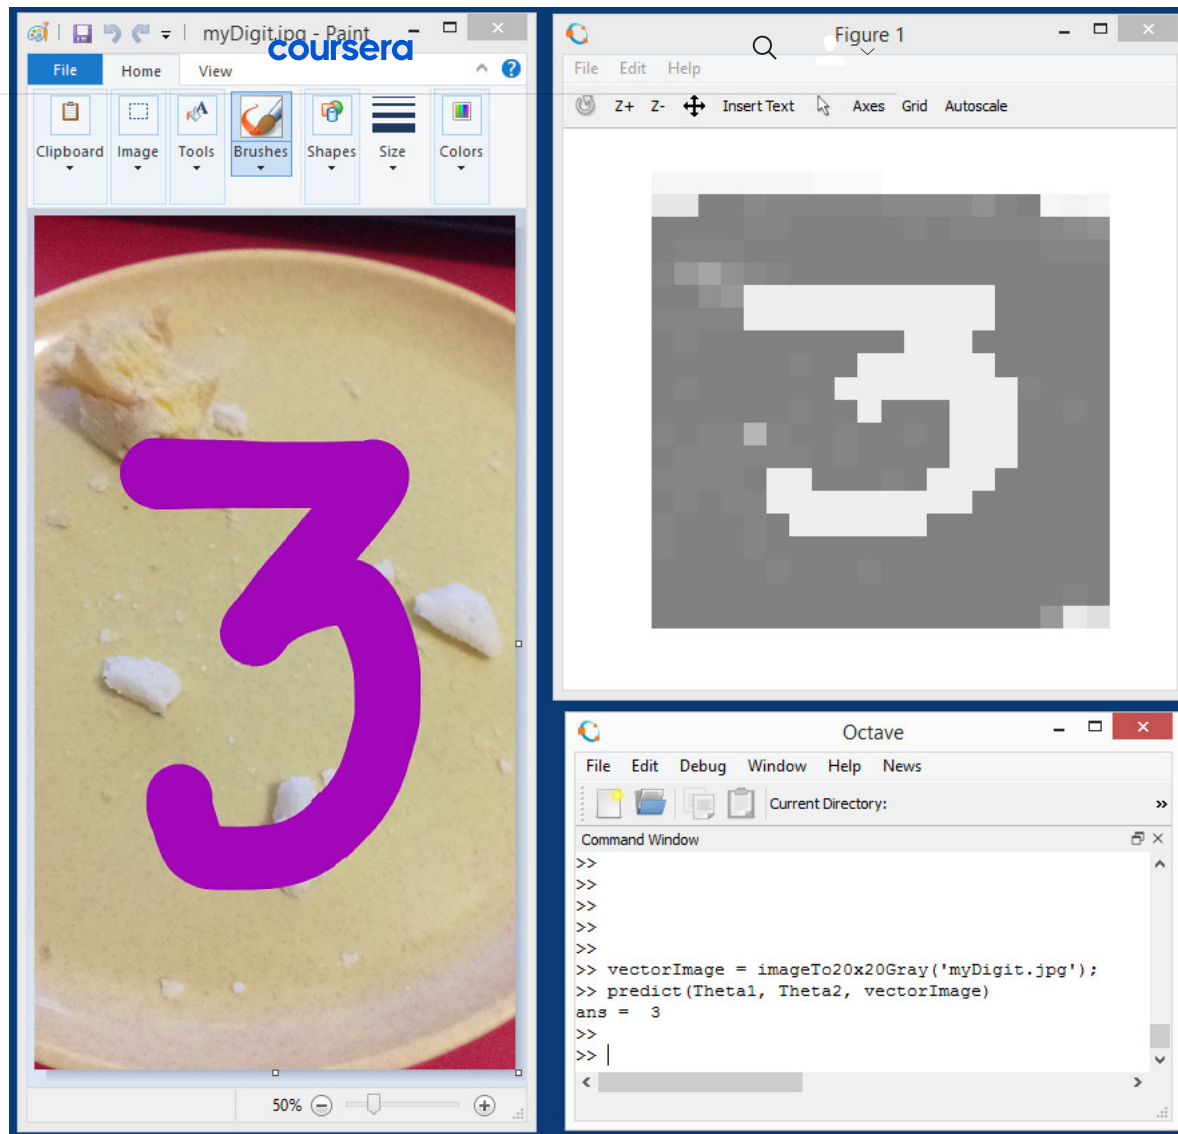 myDigit.jpg - Paint
coursera
File Home View
Clipboard Image Tools Brushes Shapes Size Colors
3
50%
Figure 1
File Edit Help
Z+ Z- Insert Text Axes Grid Autoscale
3
Octave
File Edit Debug Window Help News
Current Directory:
Command Window
>>
>>
>>
>>
>>
>> vectorImage = imageTo20x20Gray('myDigit.jpg');
>> predict(Theta1, Theta2, vectorImage)
ans = 3
>>
>>